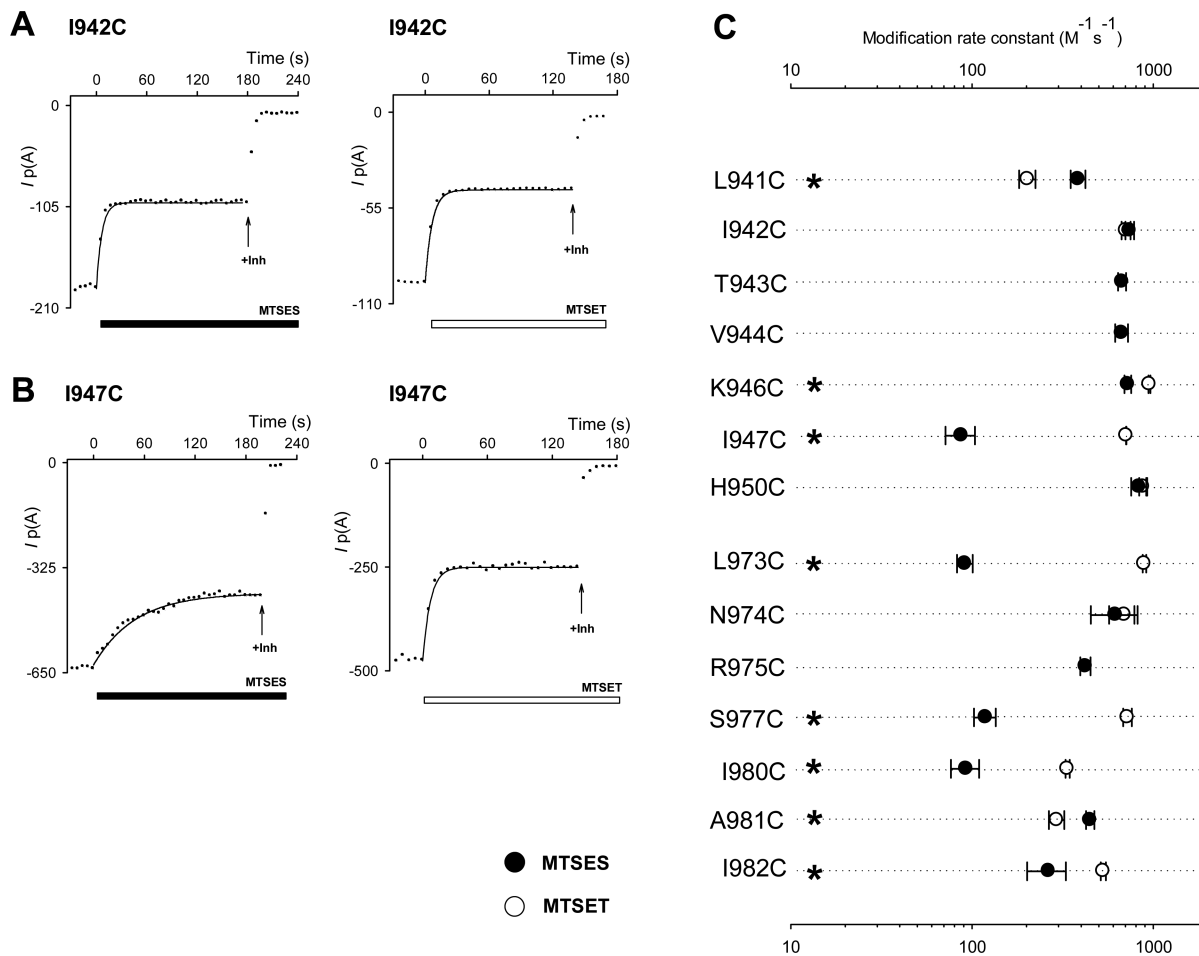 A
I942C
Time (s)
0 60 120 180 240
0
-105
-210
I p(A)
+Inh
MTSES
I942C
Time (s)
0 60 120 180
0
-55
-110
I p(A)
+Inh
MTSET
B
I947C
Time (s)
0 60 120 180 240
0
-325
-650
I p(A)
+Inh
MTSES
I947C
Time (s)
0 60 120 180
0
-250
-500
I p(A)
+Inh
MTSET
MTSES
MTSET
C
Modification rate constant (M⁻¹s⁻¹)
10 100 1000
L941C *
I942C
T943C
V944C
K946C *
I947C *
H950C
L973C *
N974C
R975C
S977C *
I980C *
A981C *
I982C *
10 100 1000